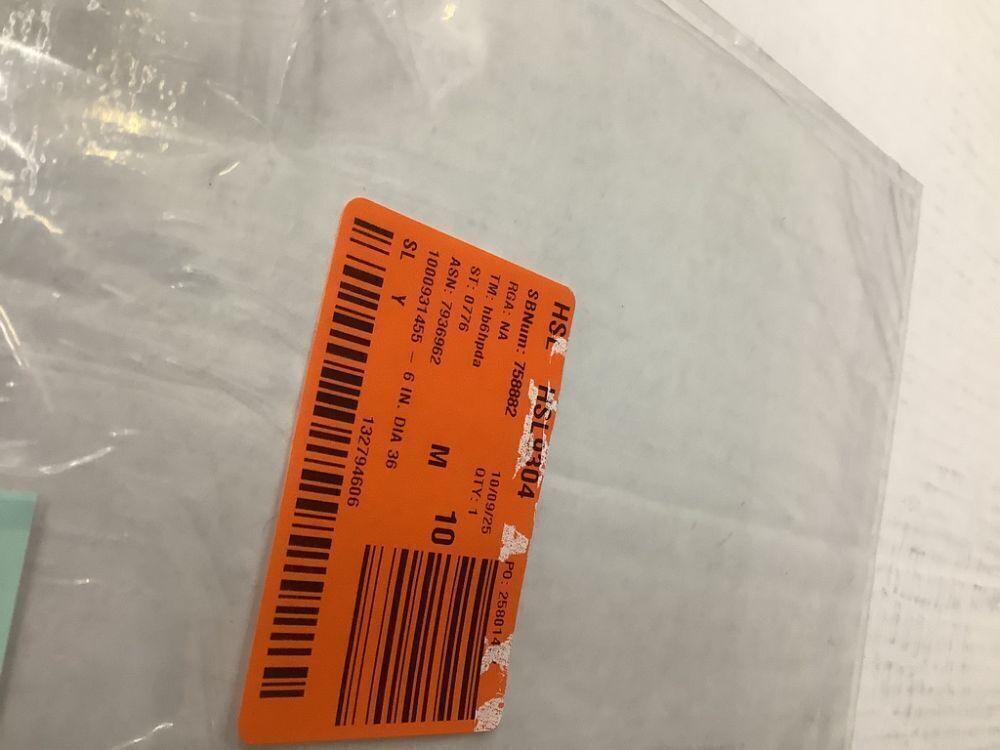 HSL HSL6304
SBNum: 758882 PO: 258014
RGA: NA 10/09/25
TM: hb6hpda QTY: 1
ST: 0776
ASN: 7936962 M 10
1000931455 - 6 IN. DIA 36
SL Y
132794606